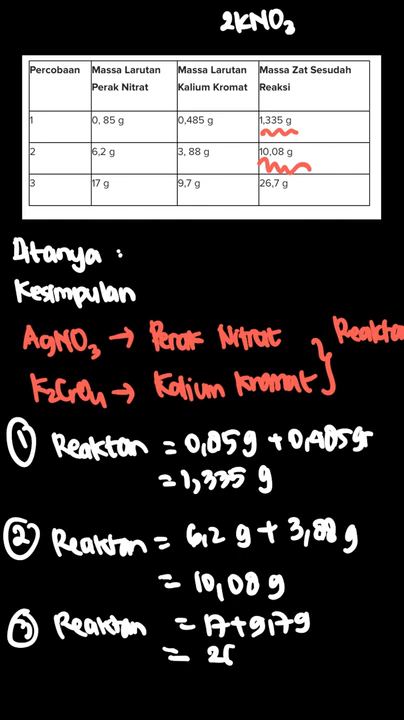 2KNO3
Percobaan | Massa Larutan Perak Nitrat | Massa Larutan Kalium Kromat | Massa Zat Sesudah Reaksi
1 | 0, 85 g | 0,485 g | 1,335 g
2 | 6,2 g | 3, 88 g | 10,08 g
3 | 17 g | 9,7 g | 26,7 g
Ditanya :
Kesimpulan
AgNO3 → Perak Nitrat } Reaktan
K2CrO4 → Kalium Kromat
① Reaktan = 0,85 g + 0,485 gr
= 1,335 g
② Reaktan = 6,2 g + 3,88 g
= 10,08 g
③ Reaktan = 17 + 9,7 g
= 26